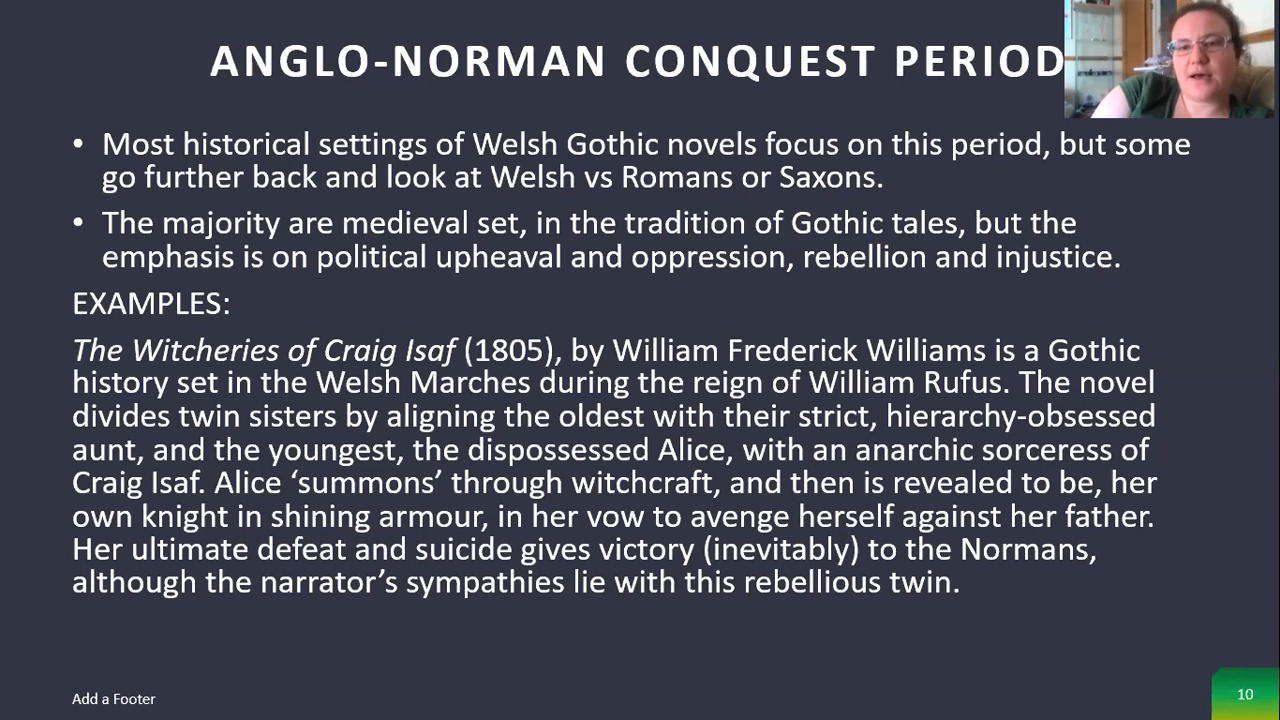 ANGLO-NORMAN CONQUEST PERIOD
• Most historical settings of Welsh Gothic novels focus on this period, but some
go further back and look at Welsh vs Romans or Saxons.
• The majority are medieval set, in the tradition of Gothic tales, but the
emphasis is on political upheaval and oppression, rebellion and injustice.
EXAMPLES:
The Witcheries of Craig Isaf (1805), by William Frederick Williams is a Gothic
history set in the Welsh Marches during the reign of William Rufus. The novel
divides twin sisters by aligning the oldest with their strict, hierarchy-obsessed
aunt, and the youngest, the dispossessed Alice, with an anarchic sorceress of
Craig Isaf. Alice ‘summons’ through witchcraft, and then is revealed to be, her
own knight in shining armour, in her vow to avenge herself against her father.
Her ultimate defeat and suicide gives victory (inevitably) to the Normans,
although the narrator’s sympathies lie with this rebellious twin.
Add a Footer
10